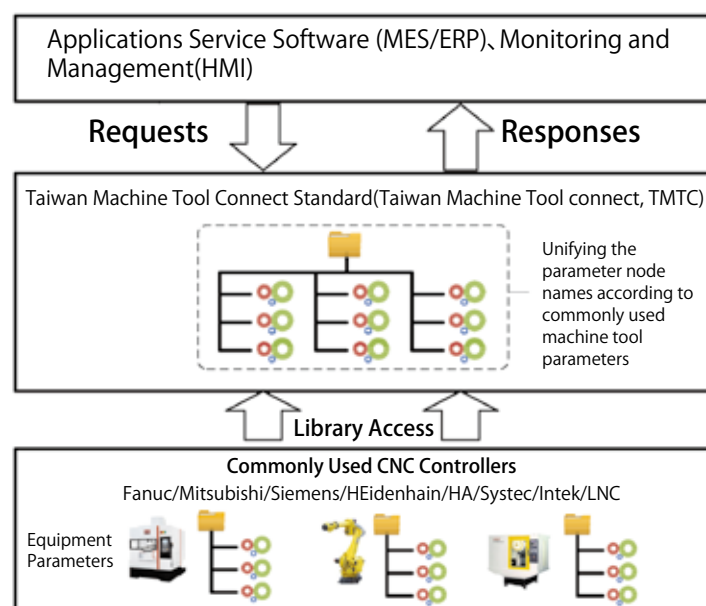 Applications Service Software (MES/ERP)、Monitoring and
Management(HMI)
Requests
Responses
Taiwan Machine Tool Connect Standard(Taiwan Machine Tool connect, TMTC)
Unifying the
parameter node
names according to
commonly used
machine tool
parameters
Library Access
Commonly Used CNC Controllers
Fanuc/Mitsubishi/Siemens/HEidenhain/HA/Systec/Intek/LNC
Equipment
Parameters